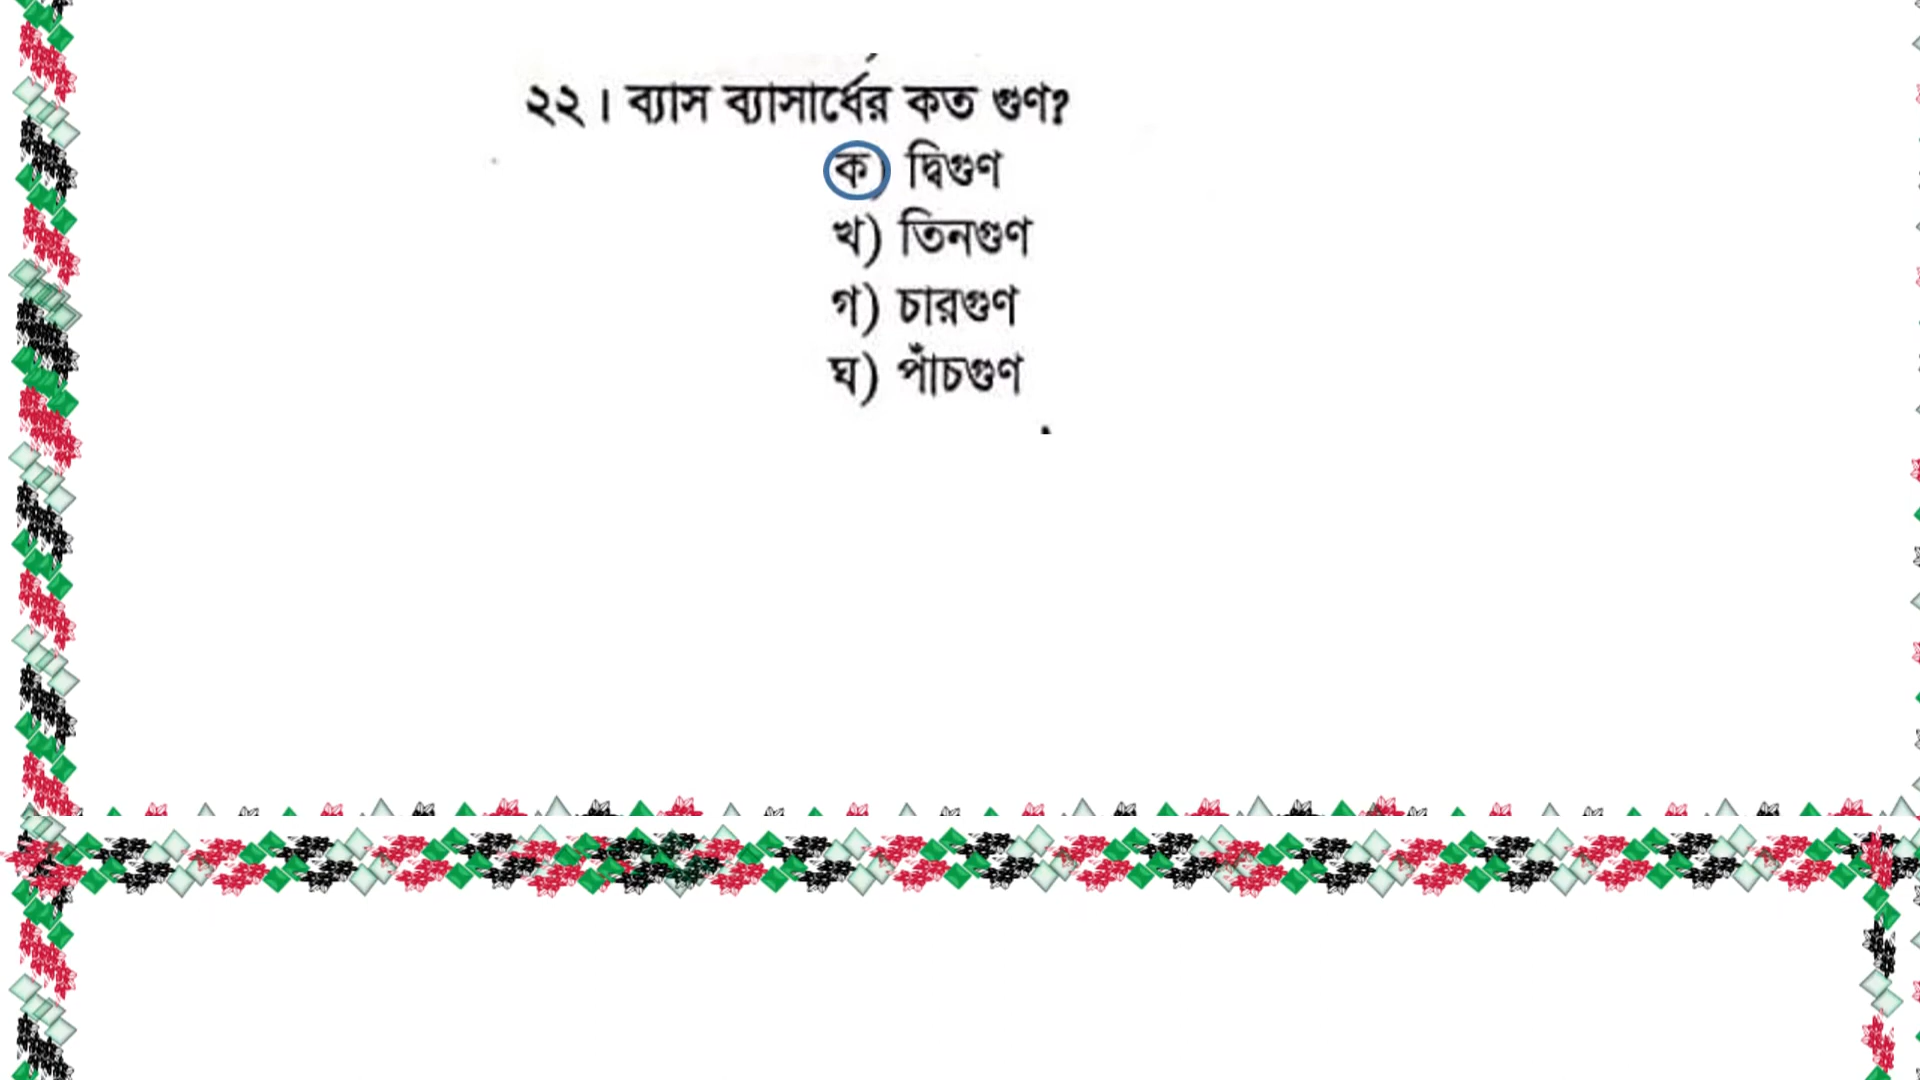 ২২। ব্যাস ব্যাসার্ধের কত গুণ?
ক) দ্বিগুণ
খ) তিনগুণ
গ) চারগুণ
ঘ) পাঁচগুণ